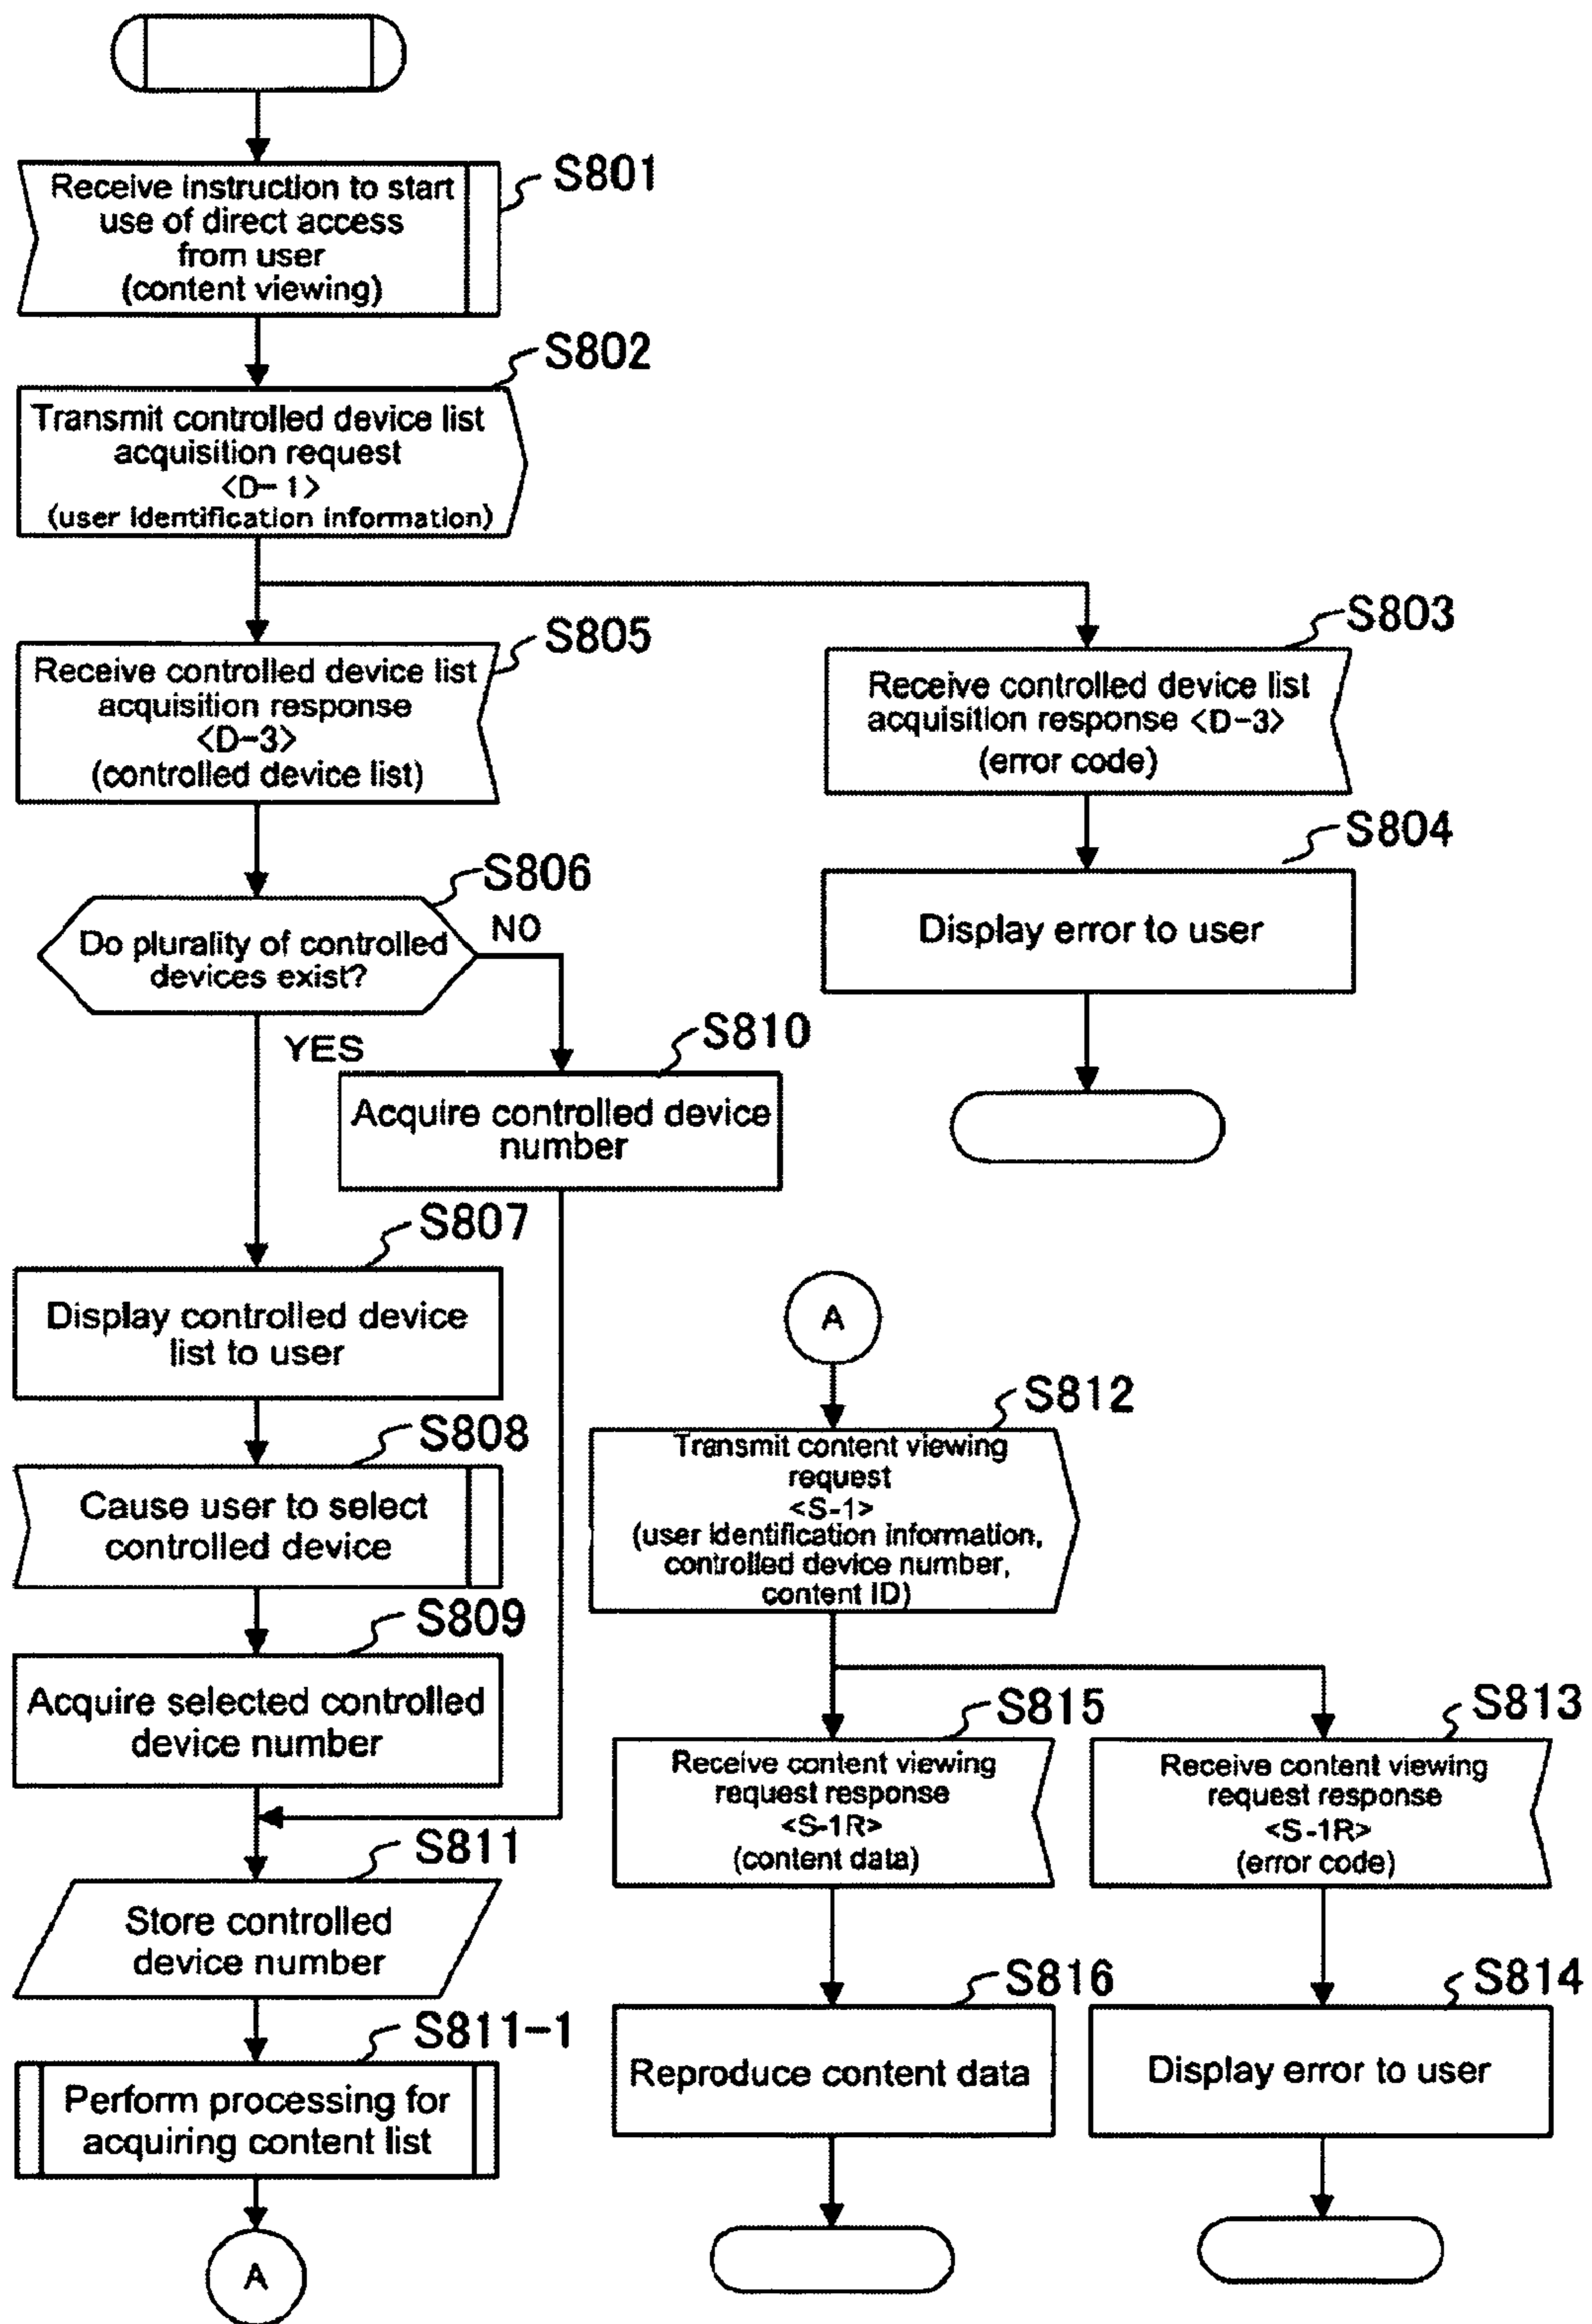 S801
Receive instruction to start
use of direct access
from user
(content viewing)
S802
Transmit controlled device list
acquisition request
<D-1>
(user identification information)
S805
Receive controlled device list
acquisition response
<D-3>
(controlled device list)
S803
Receive controlled device list
acquisition response <D-3>
(error code)
S804
Display error to user
S806
Do plurality of controlled
devices exist?
NO
YES
S810
Acquire controlled device
number
S807
Display controlled device
list to user
S808
Cause user to select
controlled device
S809
Acquire selected controlled
device number
S811
Store controlled
device number
S811-1
Perform processing for
acquiring content list
A
A
S812
Transmit content viewing
request
<S-1>
(user identification information,
controlled device number,
content ID)
S815
Receive content viewing
request response
<S-1R>
(content data)
S813
Receive content viewing
request response
<S-1R>
(error code)
S816
Reproduce content data
S814
Display error to user